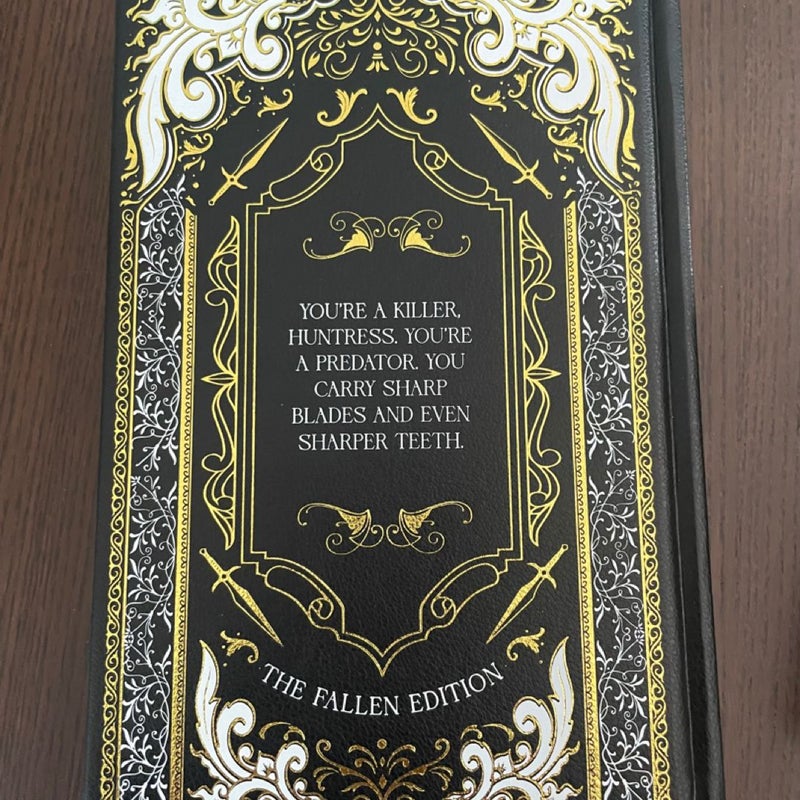 YOU'RE A KILLER,
HUNTRESS. YOU'RE
A PREDATOR. YOU
CARRY SHARP
BLADES AND EVEN
SHARPER TEETH.
THE FALLEN EDITION